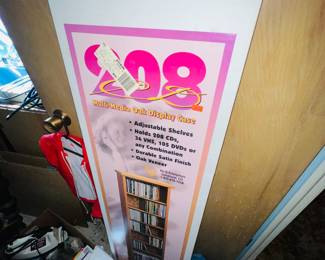 208
Multi-Media Oak Display Case
• Adjustable Shelves
• Holds 208 CDs,
36 VHS, 105 DVDs or
any Combination
• Durable Satin Finish
• Oak Veneer